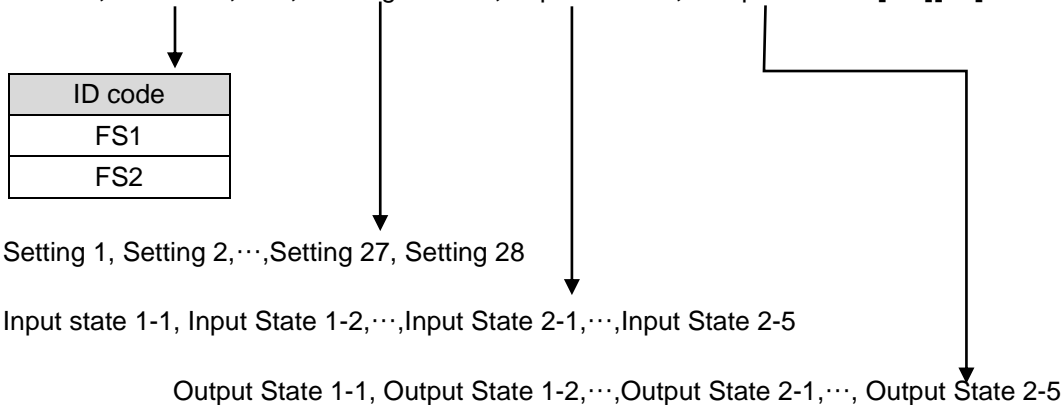 ID code
FS1
FS2
Setting 1, Setting 2,⋯,Setting 27, Setting 28
Input state 1-1, Input State 1-2,⋯,Input State 2-1,⋯,Input State 2-5
Output State 1-1, Output State 1-2,⋯,Output State 2-1,⋯, Output State 2-5